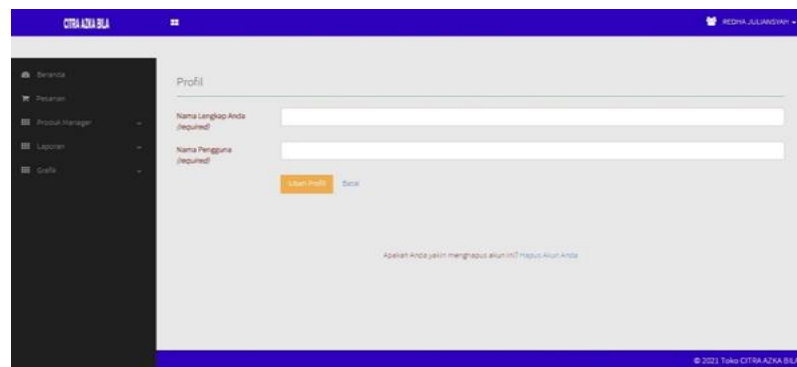 CITRA AZKA BILA
REDHA JULIANSYAH
Beranda
Pesanan
Produk Manager
Laporan
Grafik
Profil
Nama Lengkap Anda
(required)
Nama Pengguna
(required)
Ubah Profil Batal
Apakah Anda yakin menghapus akun ini? Hapus Akun Anda
© 2021 Toko CITRA AZKA BILA